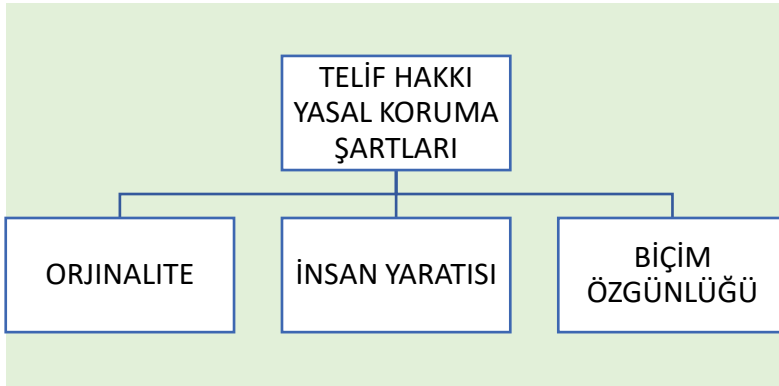 TELİF HAKKI
YASAL KORUMA
ŞARTLARI
ORJINALITE
İNSAN YARATISI
BİÇİM
ÖZGÜNLÜĞÜ